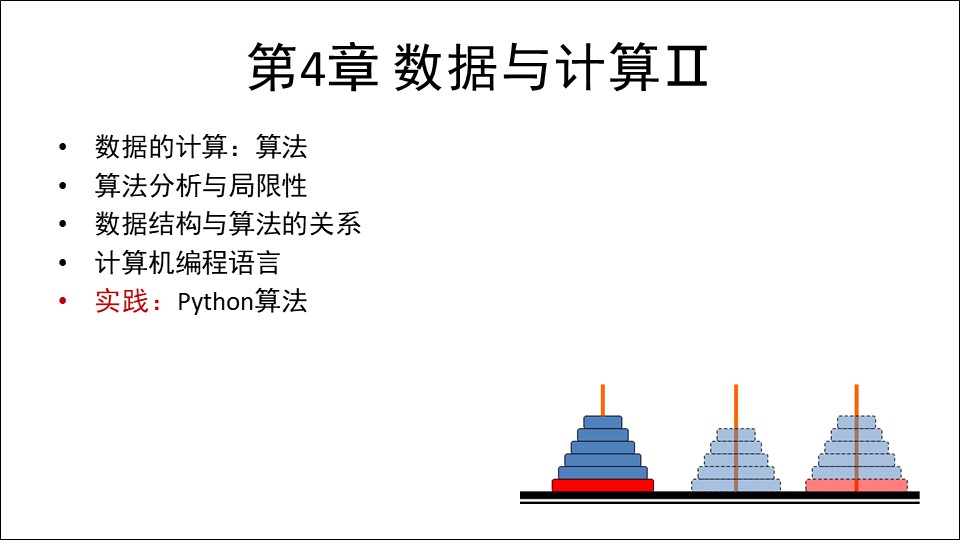 第4章 数据与计算Ⅱ
• 数据的计算：算法
• 算法分析与局限性
• 数据结构与算法的关系
• 计算机编程语言
• 实践：Python算法